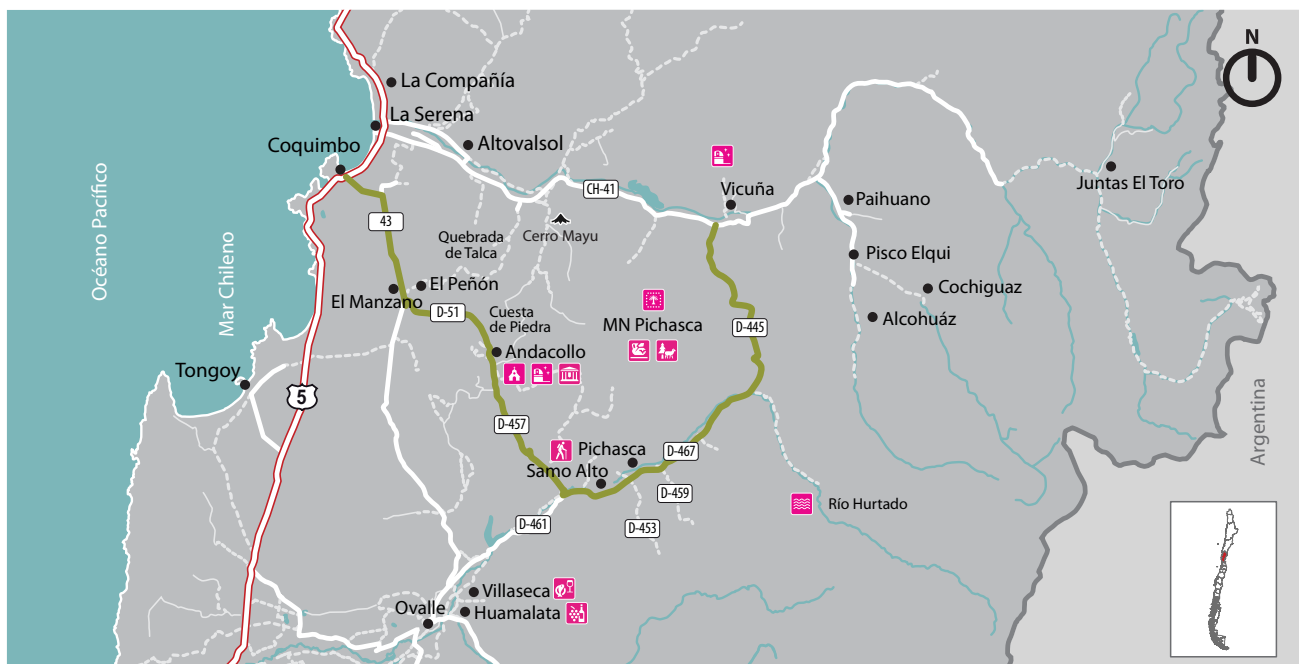 N
La Compañía
La Serena
Altovalsol
Coquimbo
CH-41
Vicuña
Paihuano
Juntas El Toro
Océano Pacífico
Mar Chileno
43
Quebrada
de Talca
Cerro Mayu
Pisco Elqui
El Peñón
El Manzano
D-51
Cuesta
de Piedra
MN Pichasca
D-445
Cochiguaz
Alcohuáz
Andacollo
Tongoy
5
D-457
Pichasca
Samo Alto
D-467
D-459
D-461
D-453
Río Hurtado
Argentina
Villaseca
Huamalata
Ovalle